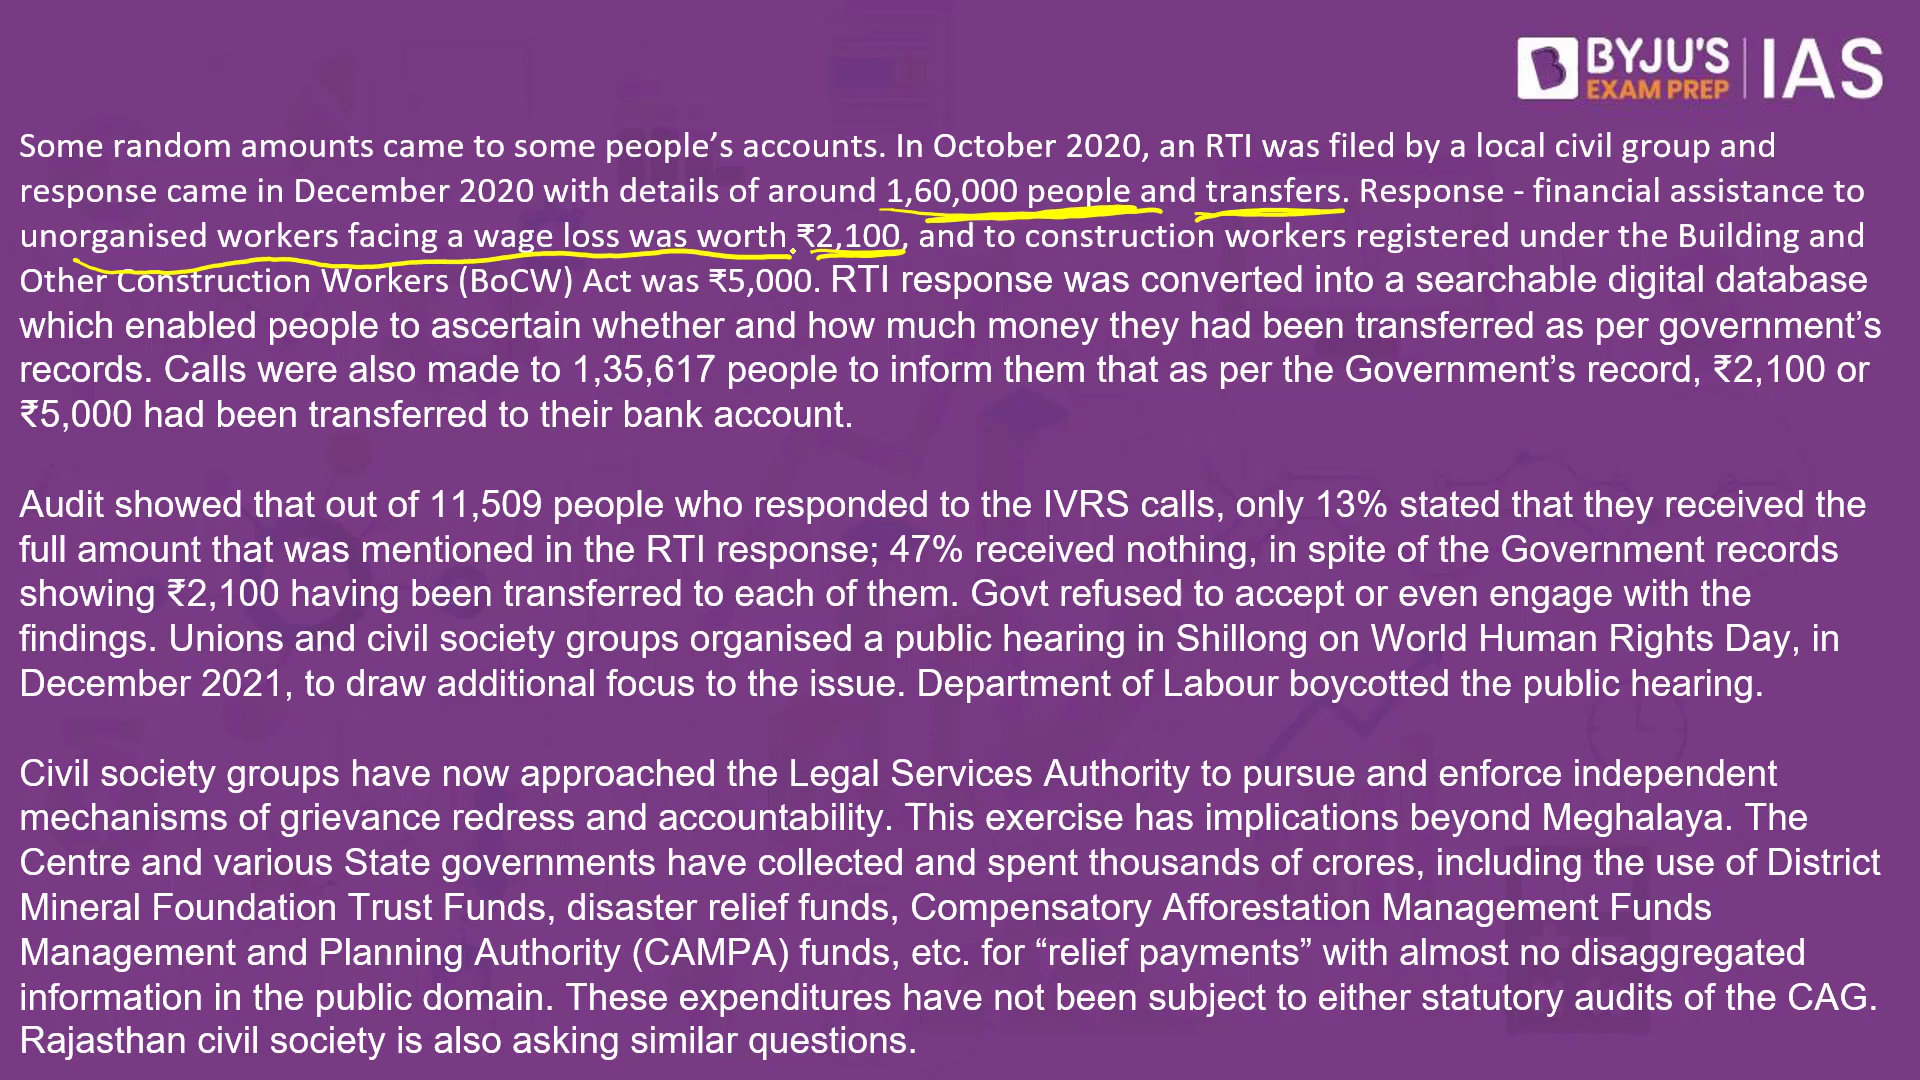 BYJU'S
EXAM PREP
IAS
Some random amounts came to some people’s accounts. In October 2020, an RTI was filed by a local civil group and
response came in December 2020 with details of around 1,60,000 people and transfers. Response - financial assistance to
unorganised workers facing a wage loss was worth ₹2,100, and to construction workers registered under the Building and
Other Construction Workers (BoCW) Act was ₹5,000. RTI response was converted into a searchable digital database
which enabled people to ascertain whether and how much money they had been transferred as per government’s
records. Calls were also made to 1,35,617 people to inform them that as per the Government’s record, ₹2,100 or
₹5,000 had been transferred to their bank account.
Audit showed that out of 11,509 people who responded to the IVRS calls, only 13% stated that they received the
full amount that was mentioned in the RTI response; 47% received nothing, in spite of the Government records
showing ₹2,100 having been transferred to each of them. Govt refused to accept or even engage with the
findings. Unions and civil society groups organised a public hearing in Shillong on World Human Rights Day, in
December 2021, to draw additional focus to the issue. Department of Labour boycotted the public hearing.
Civil society groups have now approached the Legal Services Authority to pursue and enforce independent
mechanisms of grievance redress and accountability. This exercise has implications beyond Meghalaya. The
Centre and various State governments have collected and spent thousands of crores, including the use of District
Mineral Foundation Trust Funds, disaster relief funds, Compensatory Afforestation Management Funds
Management and Planning Authority (CAMPA) funds, etc. for “relief payments” with almost no disaggregated
information in the public domain. These expenditures have not been subject to either statutory audits of the CAG.
Rajasthan civil society is also asking similar questions.